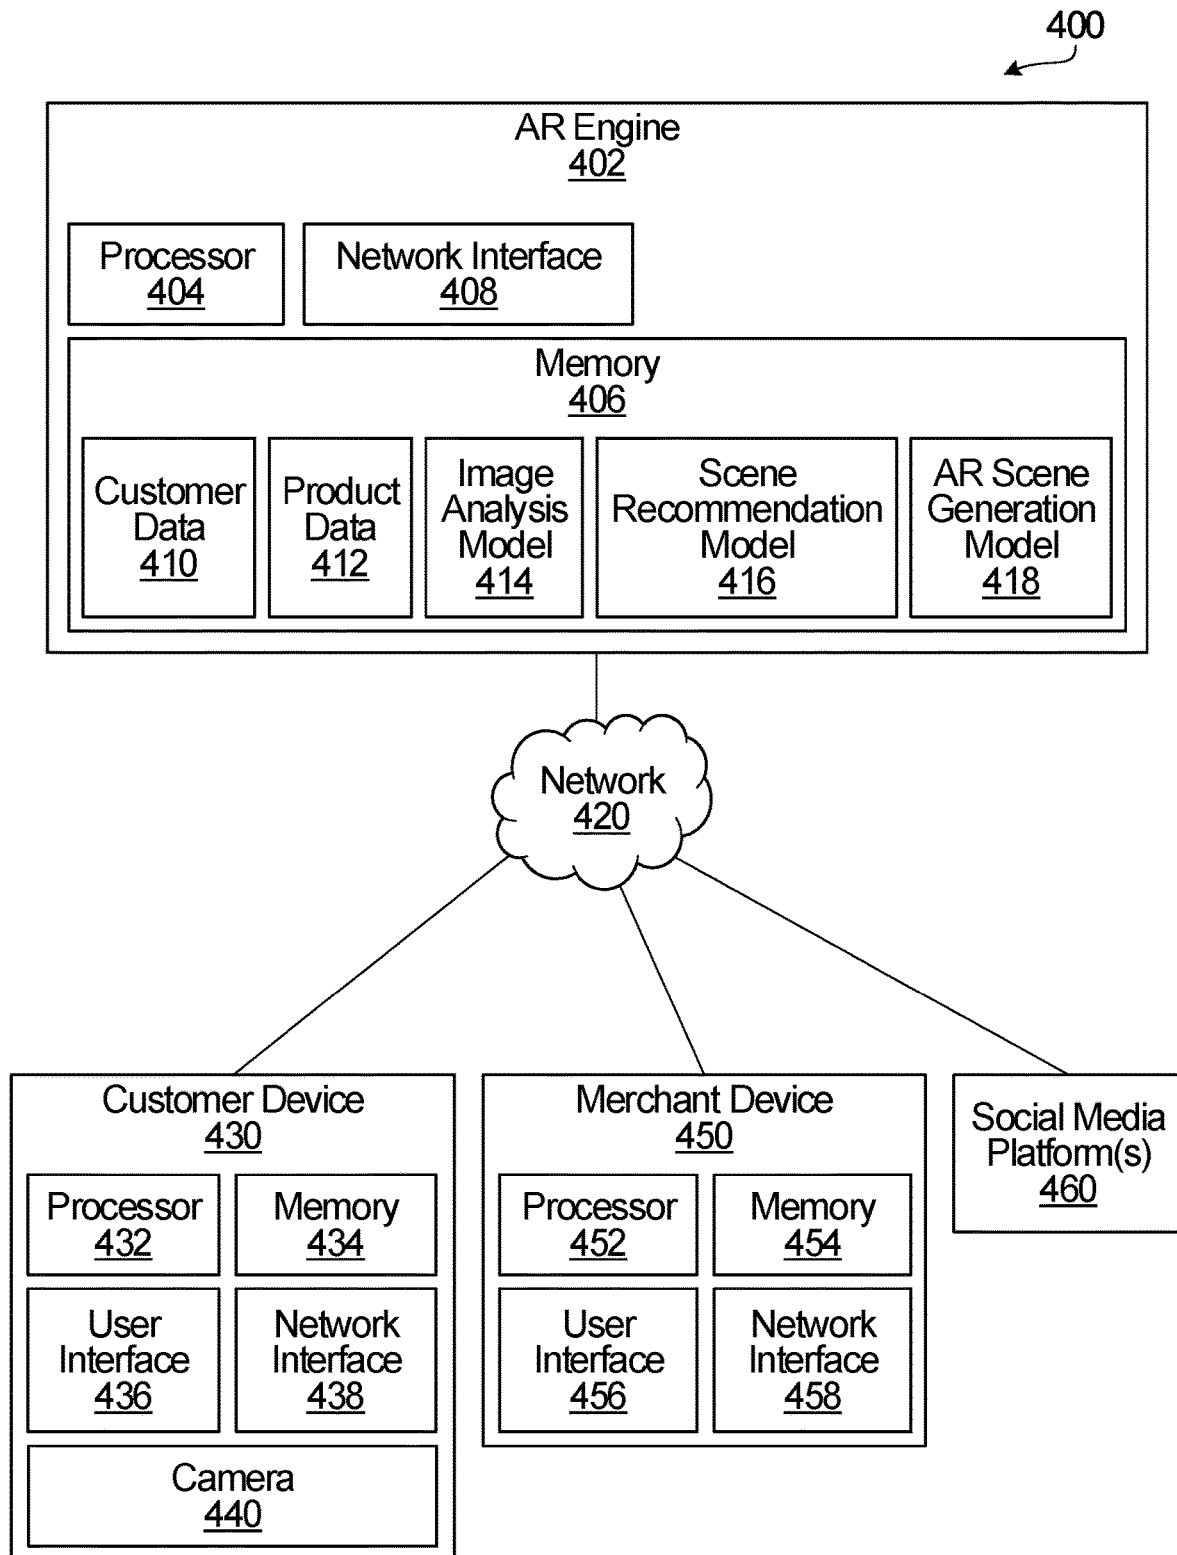 400
AR Engine
402
Processor
404
Network Interface
408
Memory
406
Customer
Data
410
Product
Data
412
Image
Analysis
Model
414
Scene
Recommendation
Model
416
AR Scene
Generation
Model
418
Network
420
Customer Device
430
Processor
432
Memory
434
User
Interface
436
Network
Interface
438
Camera
440
Merchant Device
450
Processor
452
Memory
454
User
Interface
456
Network
Interface
458
Social Media
Platform(s)
460